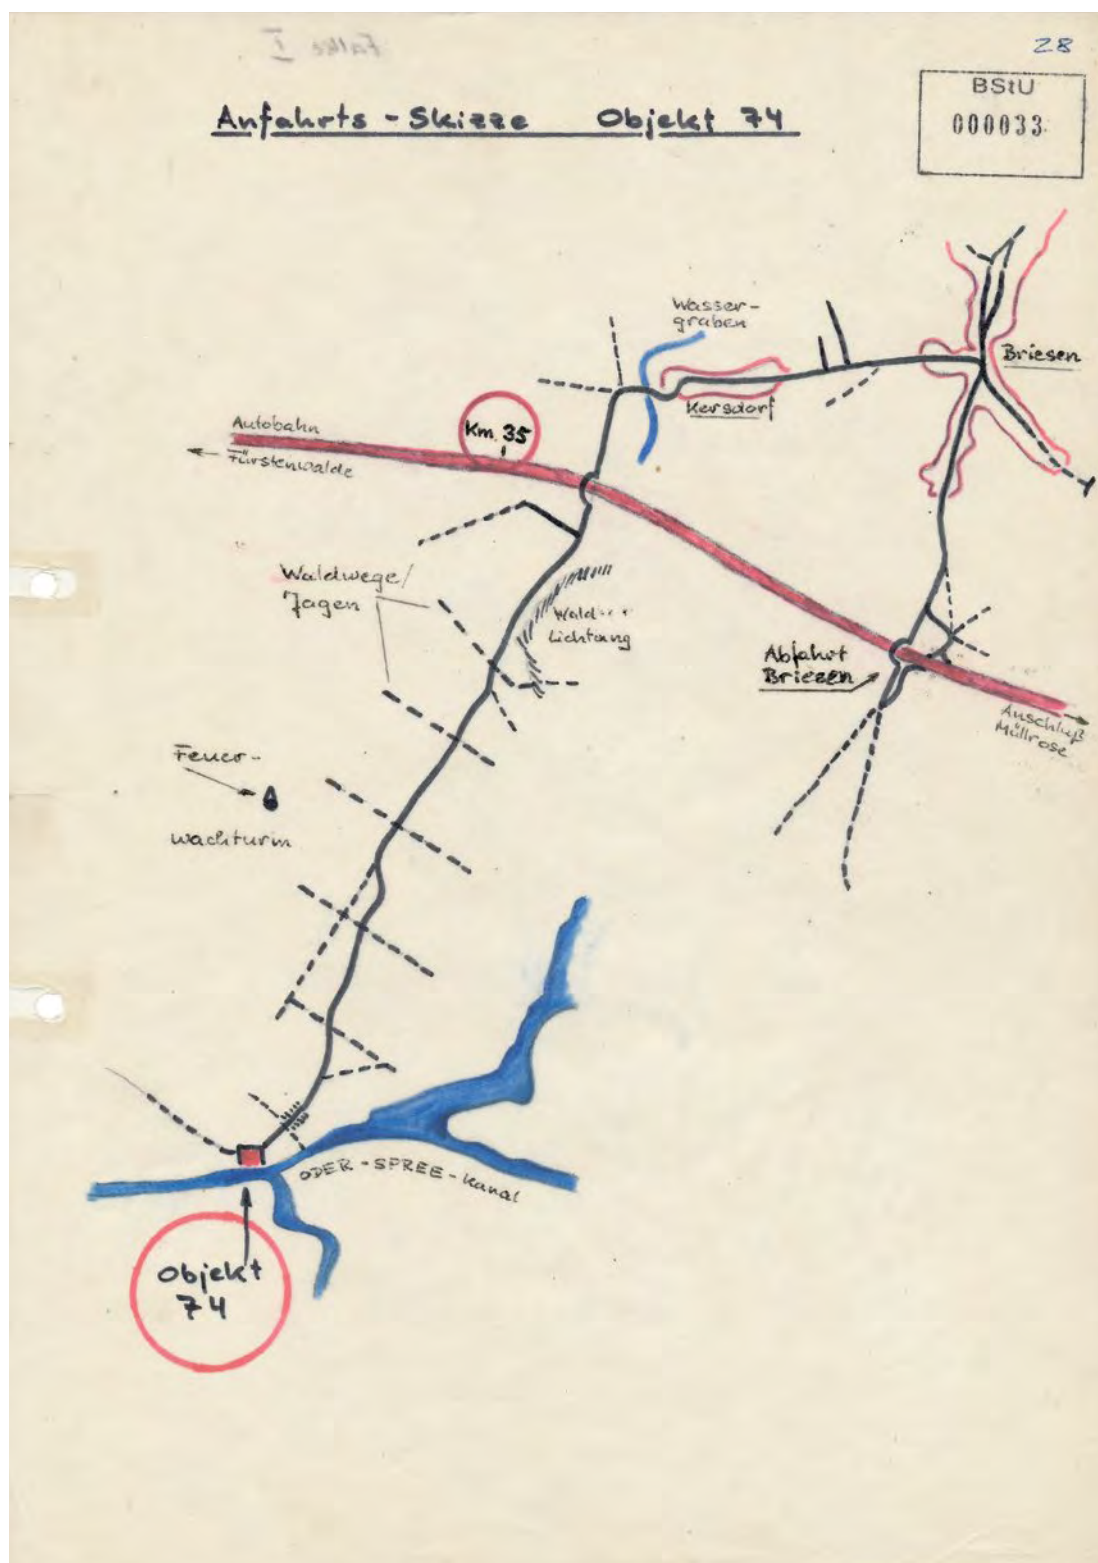 28
BStU
000033
Anfahrts-Skizze Objekt 74
Wasser-
graben
Briesen
Kersdorf
Autobahn
Km. 35
Fürstenwalde
Waldwege/
Jagen
Wald
Lichtung
Abfahrt
Briesen
Anschluß
Müllrose
Feuer-
wachturm
ODER-SPREE-Kanal
Objekt
74